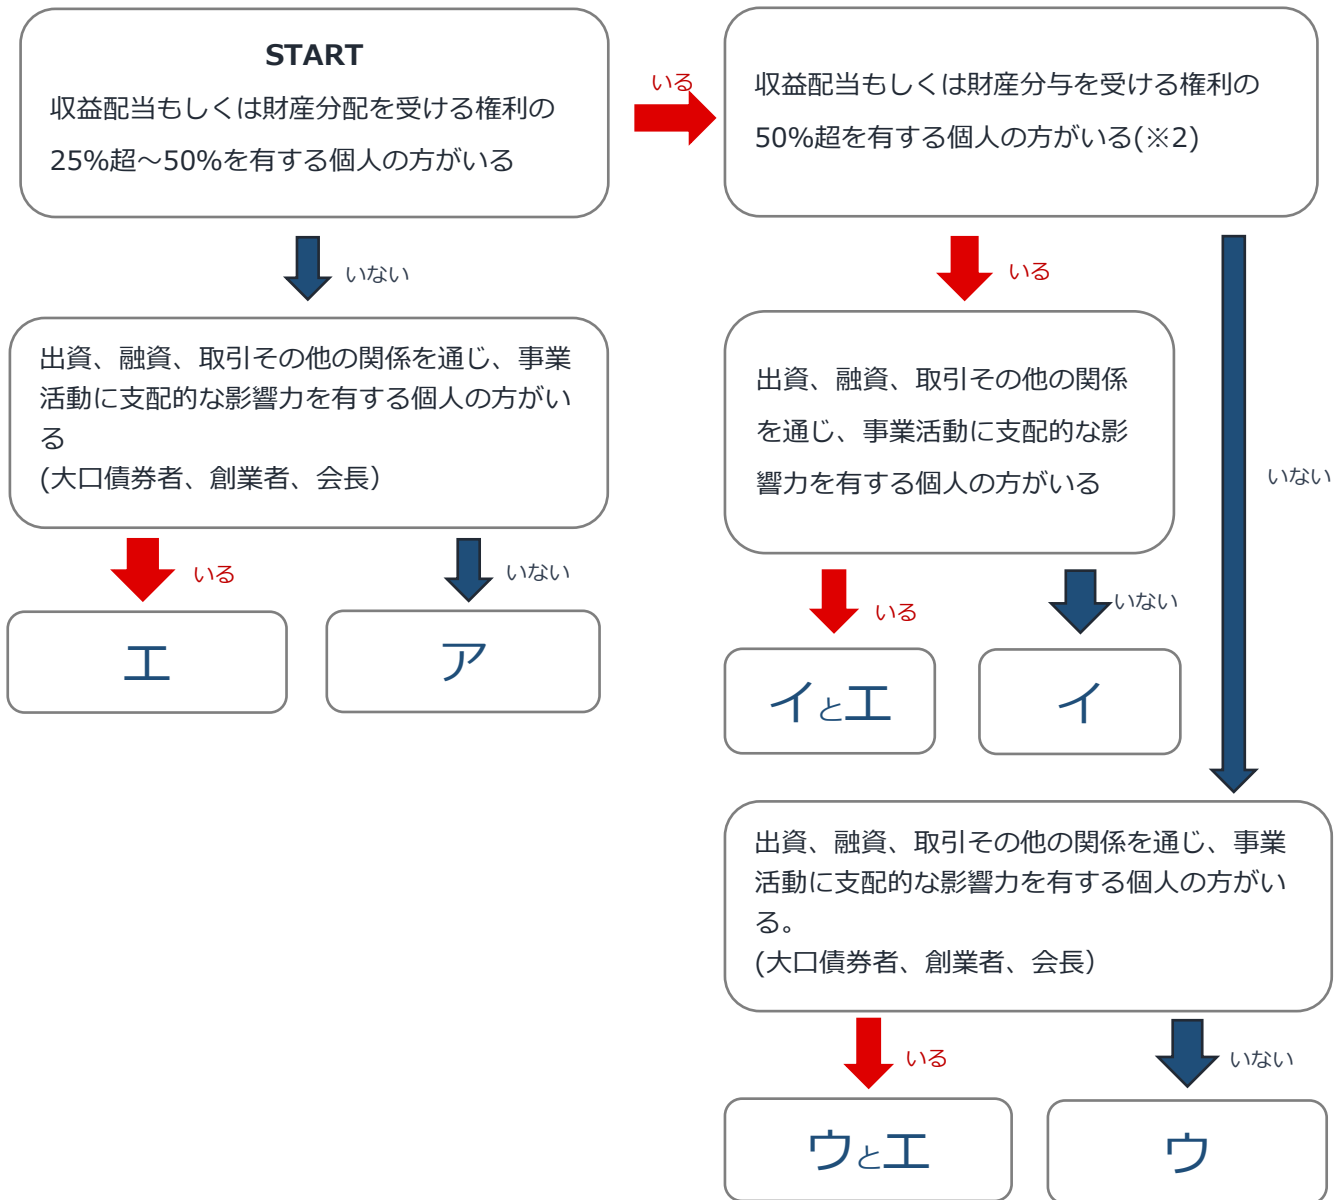 START
収益配当もしくは財産分配を受ける権利の
25%超～50%を有する個人の方がいる
いる
収益配当もしくは財産分与を受ける権利の
50%超を有する個人の方がいる(※2)
いない
いる
いない
出資、融資、取引その他の関係を通じ、事業
活動に支配的な影響力を有する個人の方がい
る
(大口債券者、創業者、会長）
出資、融資、取引その他の関係
を通じ、事業活動に支配的な影
響力を有する個人の方がいる
いる
いない
いる
いない
エ
ア
イとエ
イ
出資、融資、取引その他の関係を通じ、事業
活動に支配的な影響力を有する個人の方がい
る。
(大口債券者、創業者、会長）
いる
いない
ウとエ
ウ